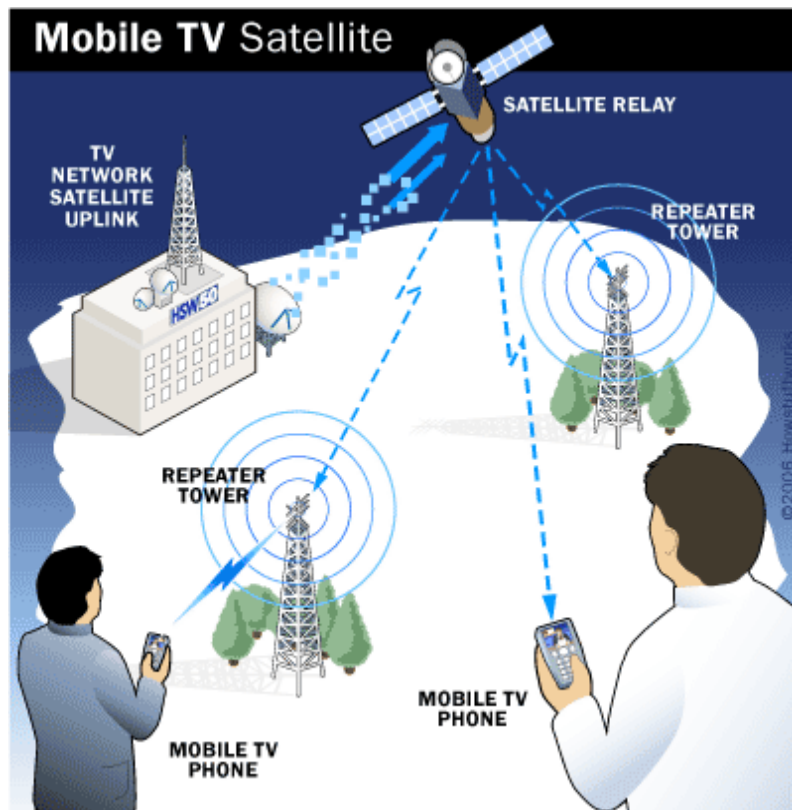 Mobile TV Satellite
SATELLITE RELAY
TV
NETWORK
SATELLITE
UPLINK
REPEATER
TOWER
HSW
REPEATER
TOWER
©2006 HowStuffWorks
MOBILE TV
PHONE
MOBILE TV
PHONE